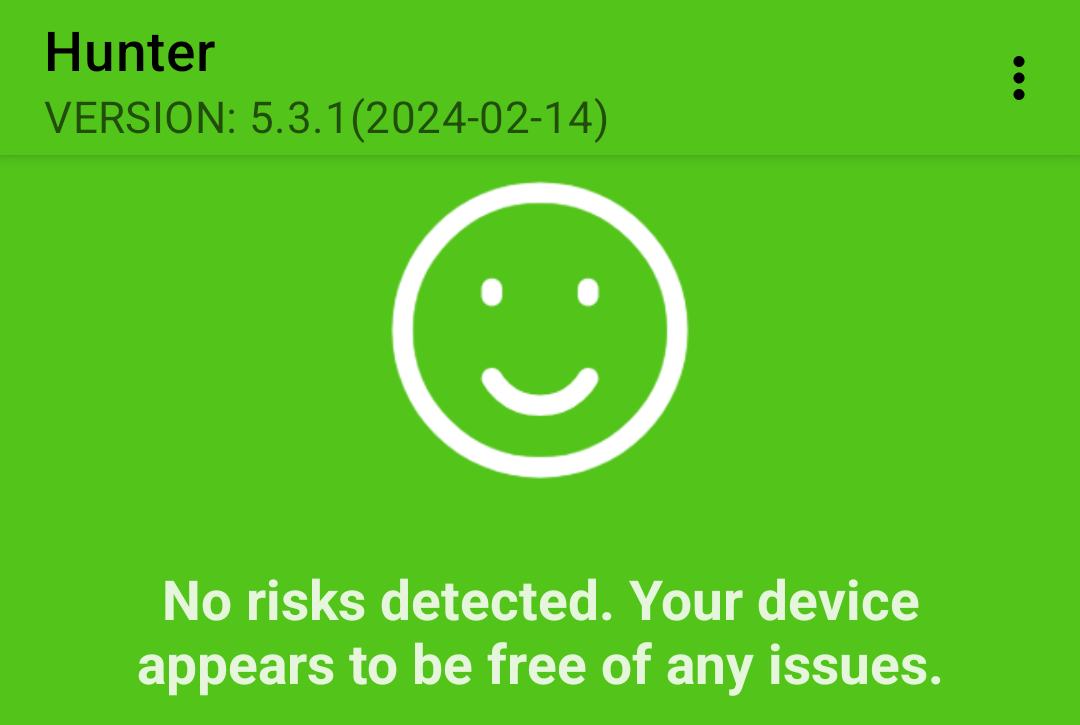 Hunter
VERSION: 5.3.1(2024-02-14)
No risks detected. Your device
appears to be free of any issues.